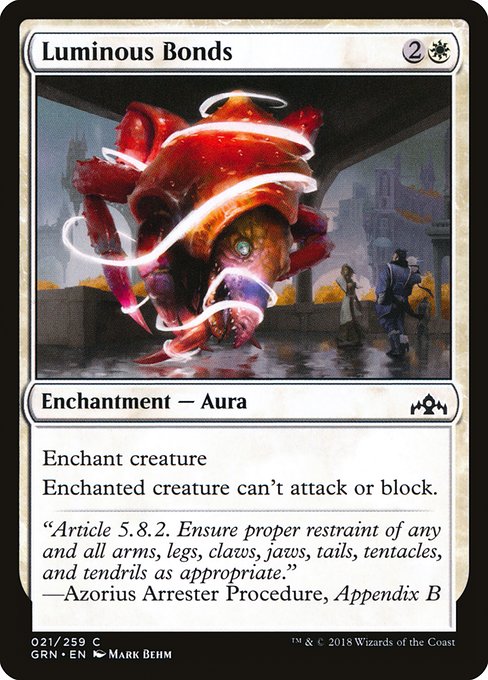 Luminous Bonds 2
Enchantment — Aura
Enchant creature
Enchanted creature can't attack or block.
“Article 5.8.2. Ensure proper restraint of any
and all arms, legs, claws, jaws, tails, tentacles,
and tendrils as appropriate.”
—Azorius Arrester Procedure, Appendix B
021/259 C
GRN • EN Mark Behm
™ & © 2018 Wizards of the Coast